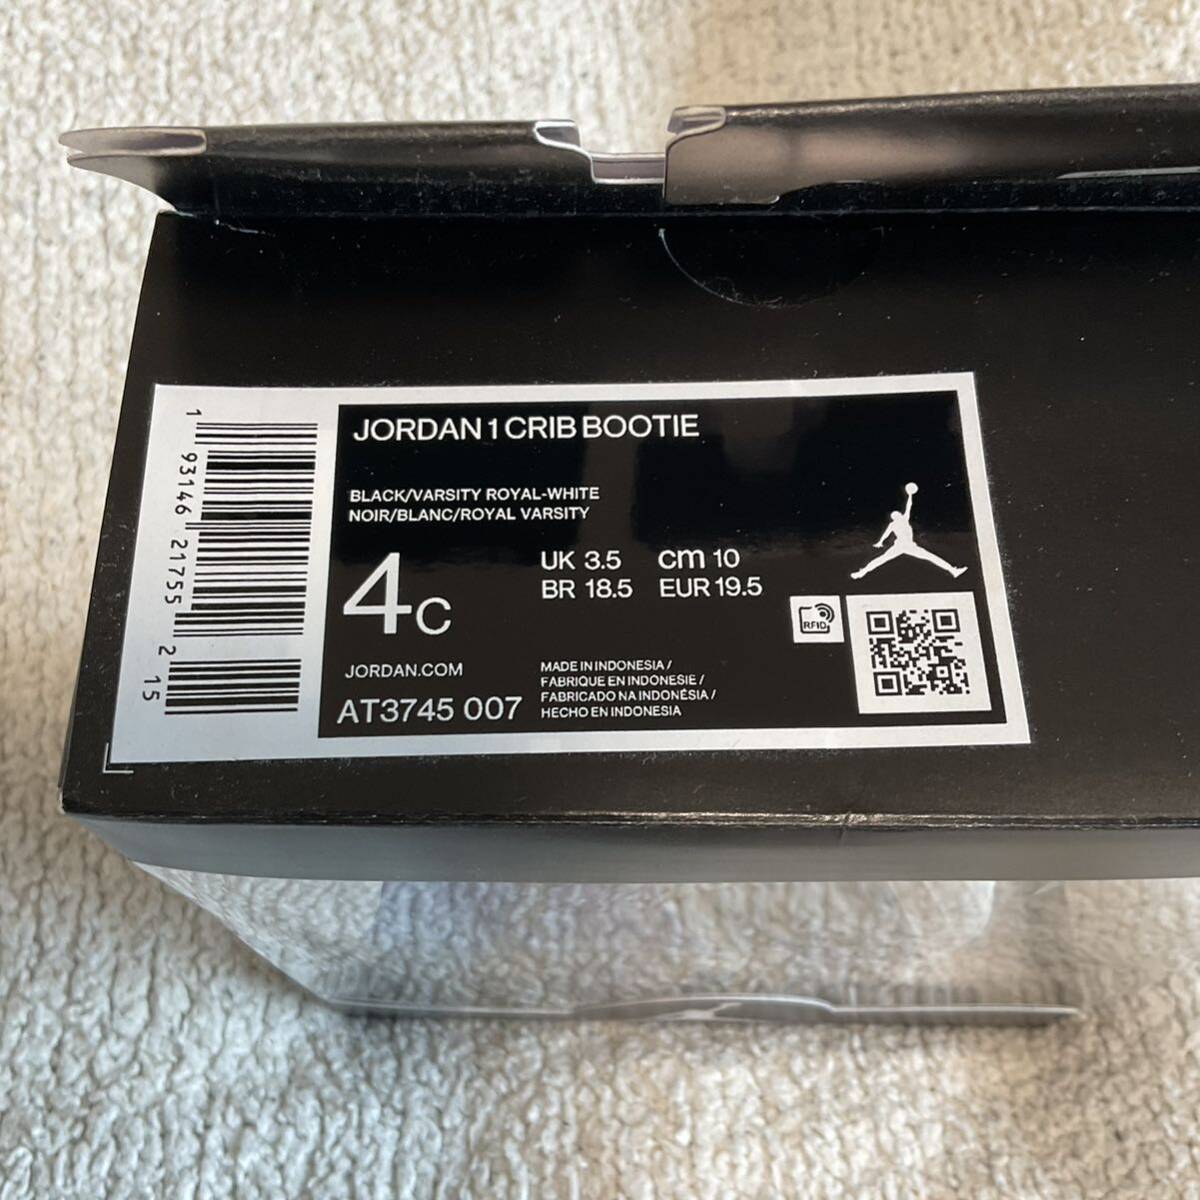 1 93146 21755 2 15
JORDAN 1 CRIB BOOTIE
BLACK/VARSITY ROYAL-WHITE
NOIR/BLANC/ROYAL VARSITY
4C
UK 3.5 cm 10
BR 18.5 EUR 19.5
RFID
JORDAN.COM
AT3745 007
MADE IN INDONESIA /
FABRIQUE EN INDONESIE /
FABRICADO NA INDONÉSIA /
HECHO EN INDONESIA